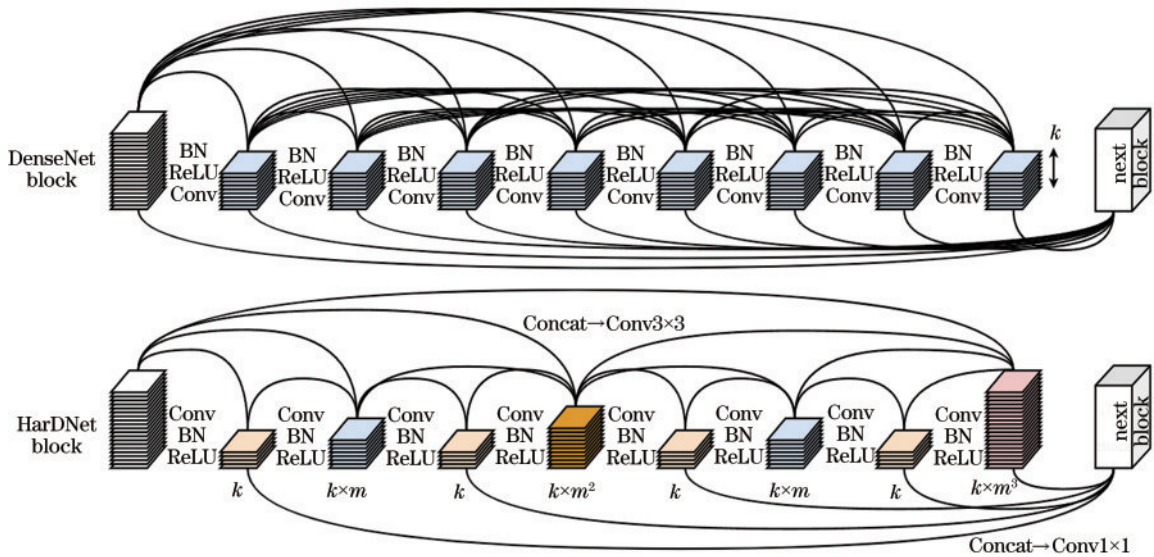 k
DenseNet
block
BN
ReLU
Conv
BN
ReLU
Conv
BN
ReLU
Conv
BN
ReLU
Conv
BN
ReLU
Conv
BN
ReLU
Conv
BN
ReLU
Conv
BN
ReLU
Conv
next
block
Concat→Conv3×3
HarDNet
block
Conv
BN
ReLU
Conv
BN
ReLU
Conv
BN
ReLU
Conv
BN
ReLU
Conv
BN
ReLU
Conv
BN
ReLU
Conv
BN
ReLU
Conv
BN
ReLU
next
block
k
k×m
k
k×m²
k
k×m
k
k×m³
Concat→Conv1×1